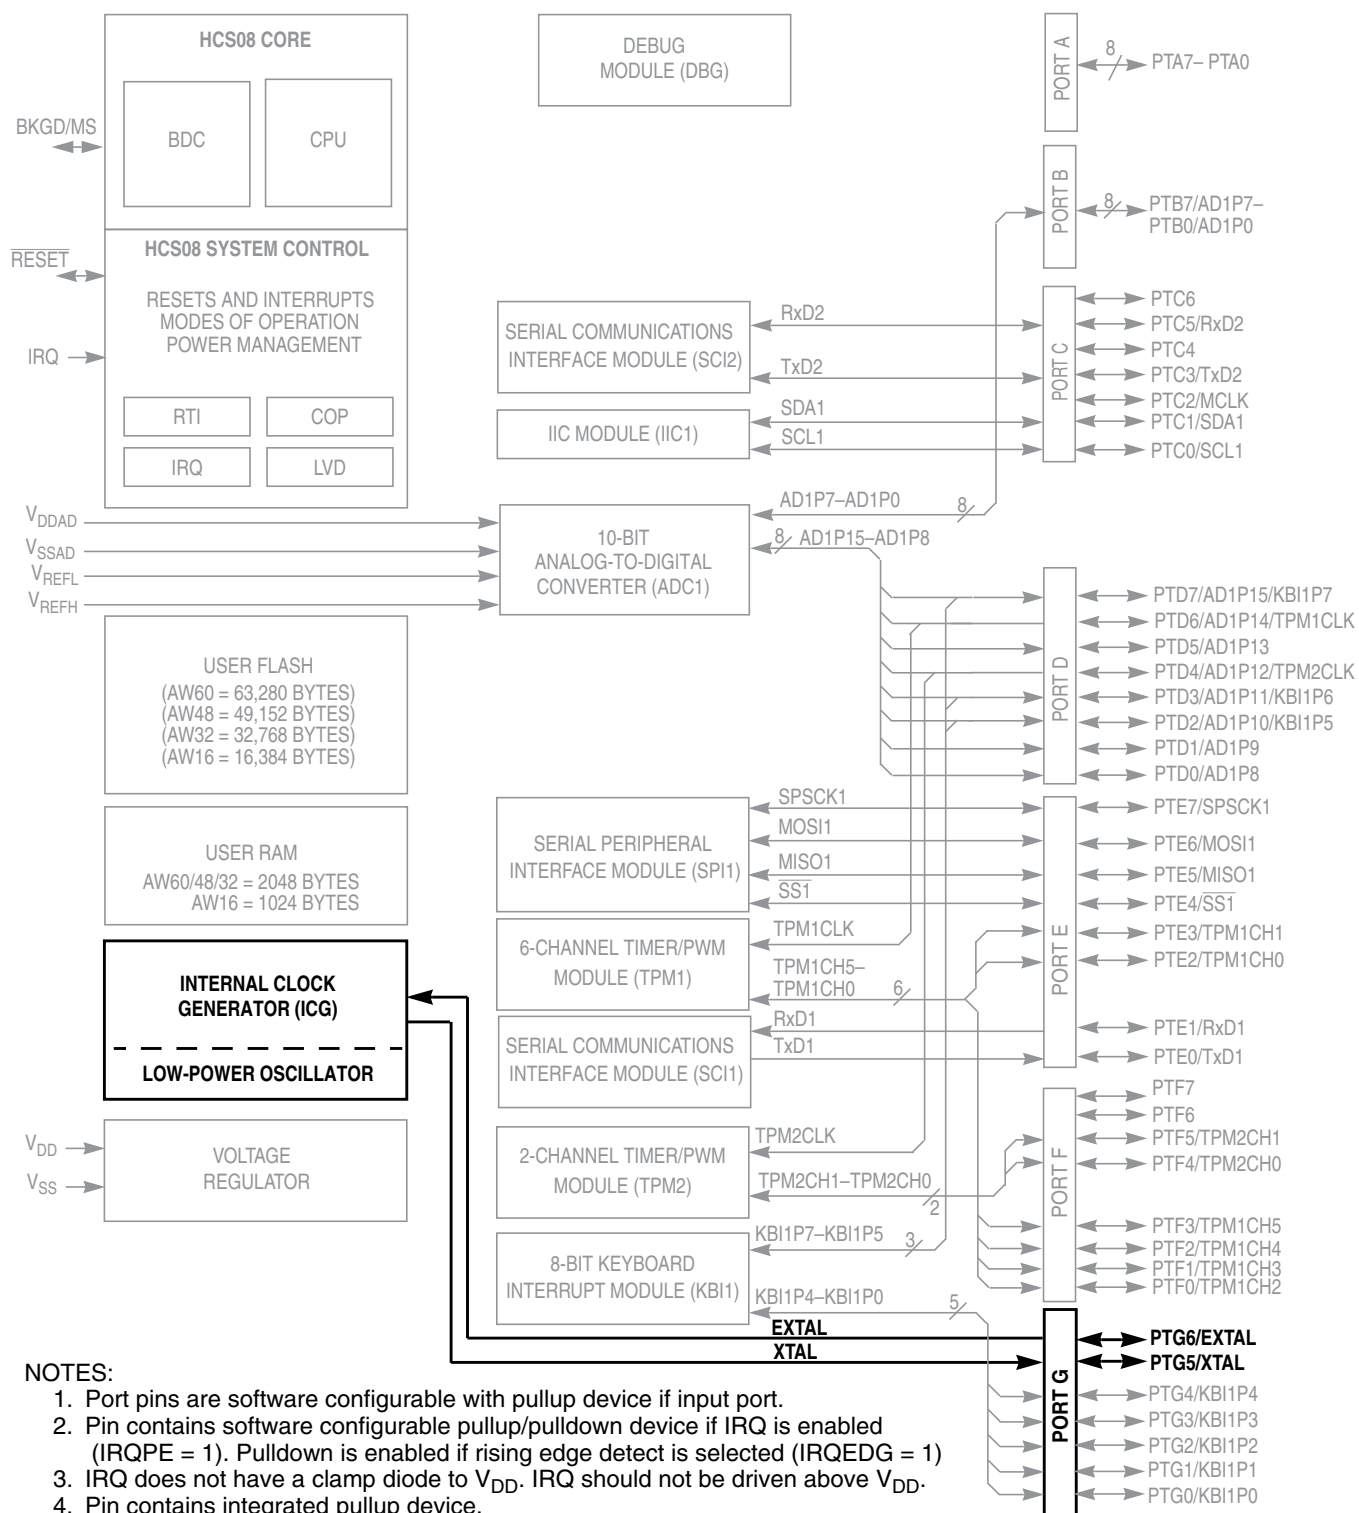 HCS08 CORE
BDC
CPU
BKGD/MS
HCS08 SYSTEM CONTROL
RESET
RESETS AND INTERRUPTS
MODES OF OPERATION
POWER MANAGEMENT
IRQ
RTI
COP
IRQ
LVD
VDDAD
VSSAD
VREFL
VREFH
USER FLASH
(AW60 = 63,280 BYTES)
(AW48 = 49,152 BYTES)
(AW32 = 32,768 BYTES)
(AW16 = 16,384 BYTES)
USER RAM
AW60/48/32 = 2048 BYTES
AW16 = 1024 BYTES
INTERNAL CLOCK
GENERATOR (ICG)
LOW-POWER OSCILLATOR
VDD
VSS
VOLTAGE
REGULATOR
DEBUG
MODULE (DBG)
SERIAL COMMUNICATIONS
INTERFACE MODULE (SCI2)
RxD2
TxD2
IIC MODULE (IIC1)
SDA1
SCL1
10-BIT
ANALOG-TO-DIGITAL
CONVERTER (ADC1)
AD1P7–AD1P0
8
8
AD1P15–AD1P8
SERIAL PERIPHERAL
INTERFACE MODULE (SPI1)
SPSCK1
MOSI1
MISO1
SS1
6-CHANNEL TIMER/PWM
MODULE (TPM1)
TPM1CLK
TPM1CH5–
TPM1CH0
6
SERIAL COMMUNICATIONS
INTERFACE MODULE (SCI1)
RxD1
TxD1
2-CHANNEL TIMER/PWM
MODULE (TPM2)
TPM2CLK
TPM2CH1–TPM2CH0
2
8-BIT KEYBOARD
INTERRUPT MODULE (KBI1)
KBI1P7–KBI1P5
3
KBI1P4–KBI1P0
5
EXTAL
XTAL
PORT A
8
PTA7– PTA0
PORT B
8
PTB7/AD1P7–
PTB0/AD1P0
PORT C
PTC6
PTC5/RxD2
PTC4
PTC3/TxD2
PTC2/MCLK
PTC1/SDA1
PTC0/SCL1
PORT D
PTD7/AD1P15/KBI1P7
PTD6/AD1P14/TPM1CLK
PTD5/AD1P13
PTD4/AD1P12/TPM2CLK
PTD3/AD1P11/KBI1P6
PTD2/AD1P10/KBI1P5
PTD1/AD1P9
PTD0/AD1P8
PORT E
PTE7/SPSCK1
PTE6/MOSI1
PTE5/MISO1
PTE4/SS1
PTE3/TPM1CH1
PTE2/TPM1CH0
PTE1/RxD1
PTE0/TxD1
PORT F
PTF7
PTF6
PTF5/TPM2CH1
PTF4/TPM2CH0
PTF3/TPM1CH5
PTF2/TPM1CH4
PTF1/TPM1CH3
PTF0/TPM1CH2
PORT G
PTG6/EXTAL
PTG5/XTAL
PTG4/KBI1P4
PTG3/KBI1P3
PTG2/KBI1P2
PTG1/KBI1P1
PTG0/KBI1P0
NOTES:
1. Port pins are software configurable with pullup device if input port.
2. Pin contains software configurable pullup/pulldown device if IRQ is enabled
(IRQPE = 1). Pulldown is enabled if rising edge detect is selected (IRQEDG = 1)
3. IRQ does not have a clamp diode to VDD. IRQ should not be driven above VDD.
4. Pin contains integrated pullup device.